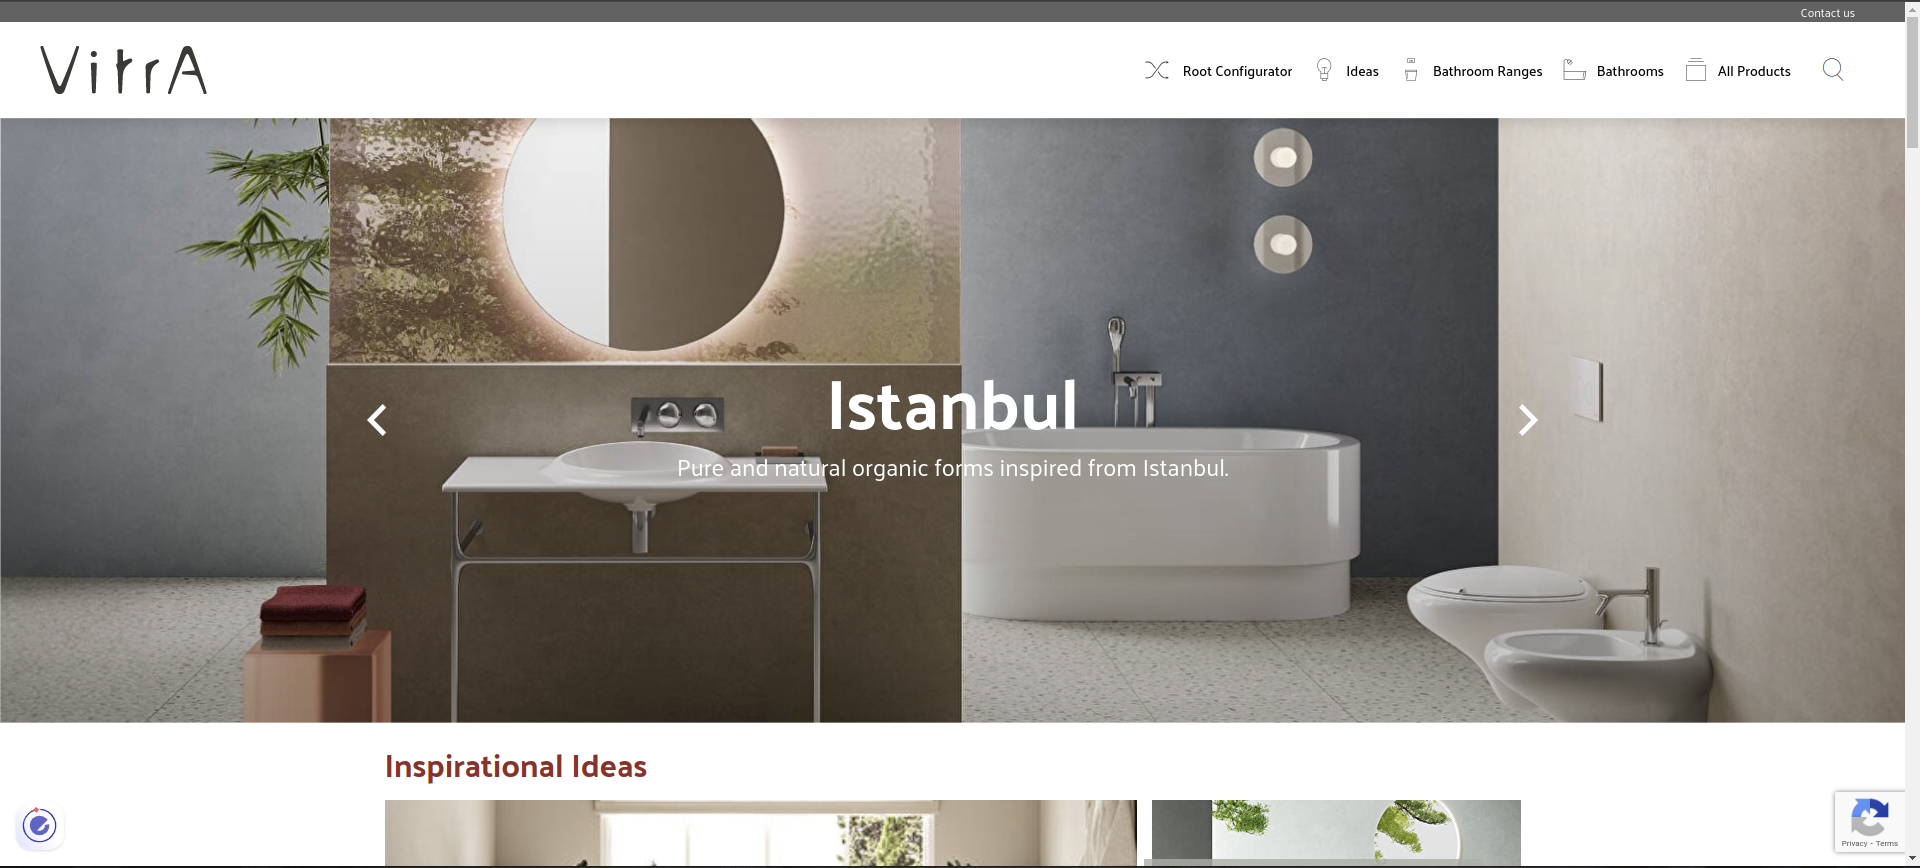 Contact us
VitrA
Root Configurator
Ideas
Bathroom Ranges
Bathrooms
All Products
Istanbul
Pure and natural organic forms inspired from Istanbul.
Inspirational Ideas
Privacy - Terms